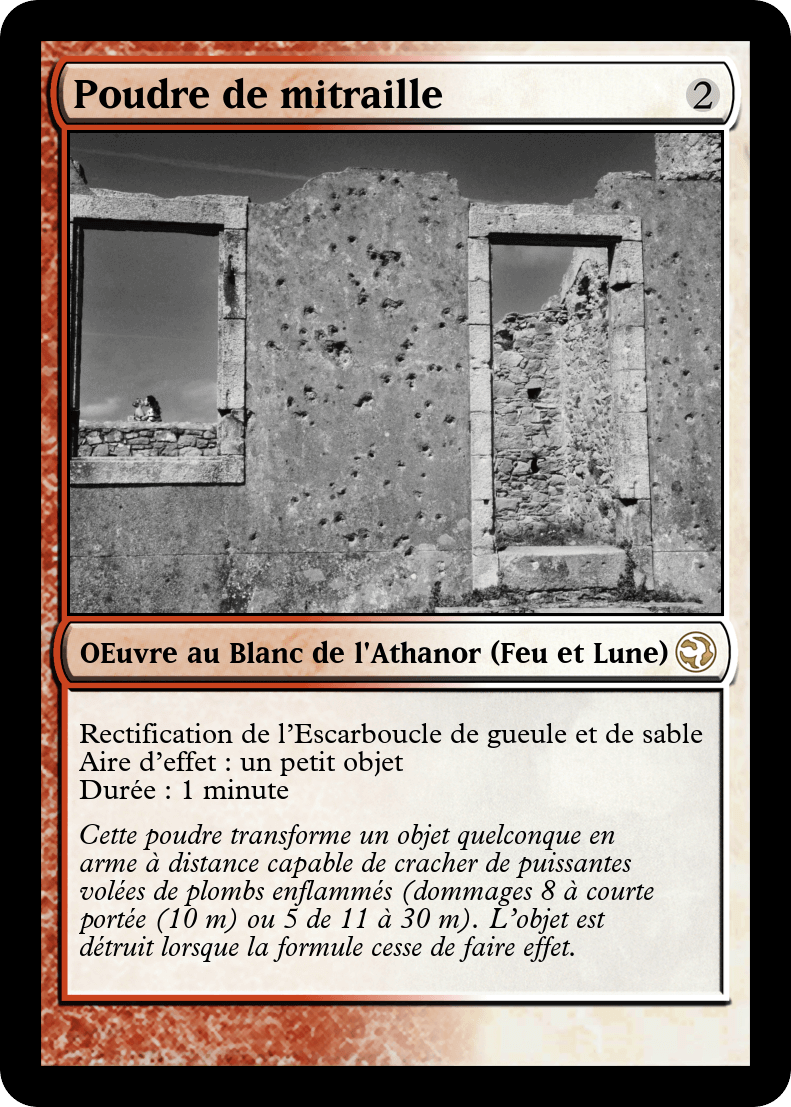 Poudre de mitraille
2
OEuvre au Blanc de l'Athanor (Feu et Lune)
Rectification de l’Escarboucle de gueule et de sable
Aire d’effet : un petit objet
Durée : 1 minute
Cette poudre transforme un objet quelconque en
arme à distance capable de cracher de puissantes
volées de plombs enflammés (dommages 8 à courte
portée (10 m) ou 5 de 11 à 30 m). L’objet est
détruit lorsque la formule cesse de faire effet.